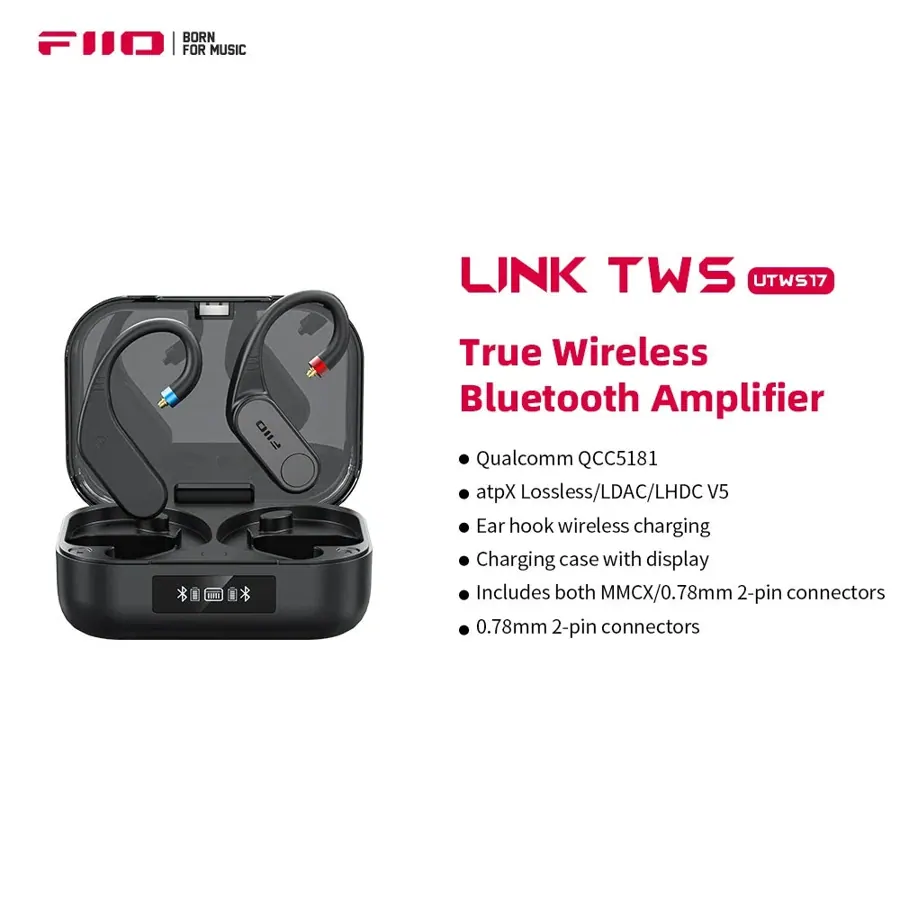 FIIO | BORN
FOR MUSIC
LINK TWS UTWS17
True Wireless
Bluetooth Amplifier
● Qualcomm QCC5181
● atpX Lossless/LDAC/LHDC V5
● Ear hook wireless charging
● Charging case with display
● Includes both MMCX/0.78mm 2-pin connectors
● 0.78mm 2-pin connectors
FIIO